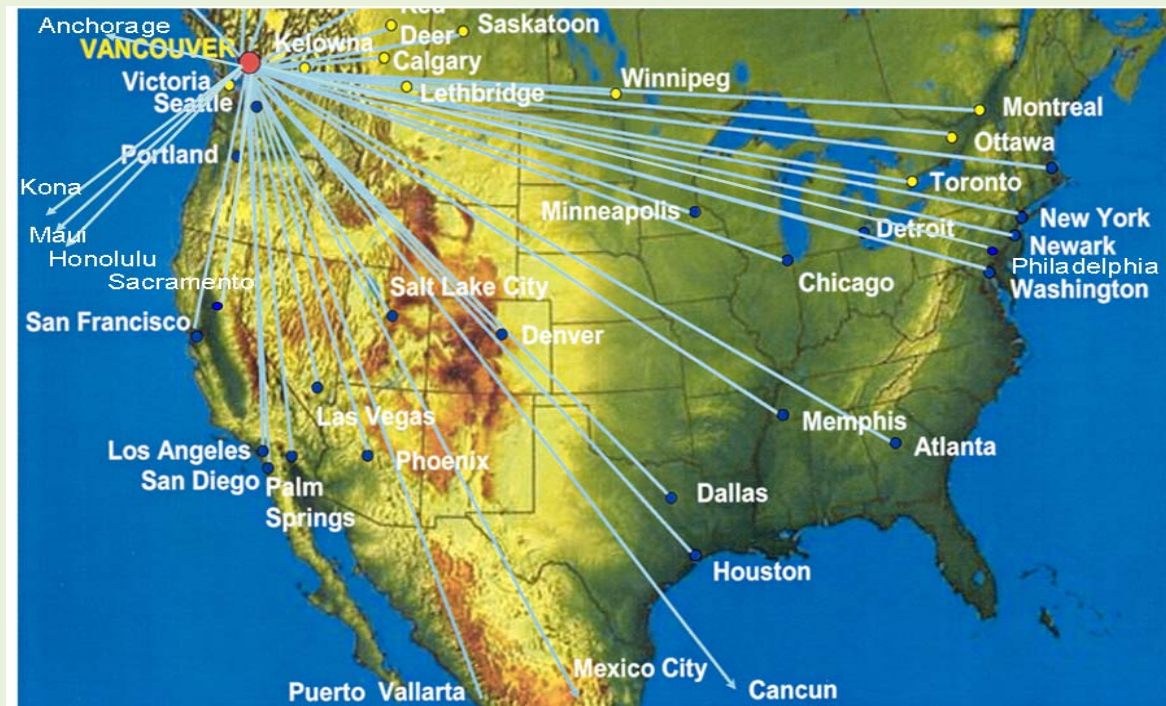 Red
Deer
Saskatoon
Anchorage
VANCOUVER
Kelowna
Calgary
Victoria
Seattle
Lethbridge
Winnipeg
Montreal
Ottawa
Portland
Toronto
Kona
Minneapolis
Detroit
New York
Newark
Maui
Honolulu
Philadelphia
Sacramento
Salt Lake City
Chicago
Washington
San Francisco
Denver
Las Vegas
Memphis
Atlanta
Los Angeles
Phoenix
San Diego
Palm
Springs
Dallas
Houston
Mexico City
Puerto Vallarta
Cancun